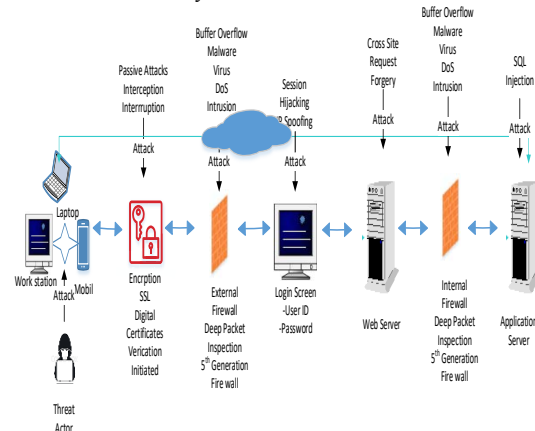 Buffer Overflow
Malware
Virus
DoS
Intrusion
Attack
Passive Attacks
Interception
Interrruption
Attack
Session
Hijacking
IP Spoofing
Attack
Cross Site
Request
Forgery
Attack
Buffer Overflow
Malware
Virus
DoS
Intrusion
Attack
SQL
Injection
Attack
Laptop
Work station
Mobil
Attack
Threat
Actor
Encrption
SSL
Digital
Certificates
Verication
Initiated
External
Firewall
Deep Packet
Inspection
5th Generation
Fire wall
Login Screen
-User ID
-Password
Web Server
Internal
Firewall
Deep Packet
Inspection
5th Generation
Fire wall
Application
Server